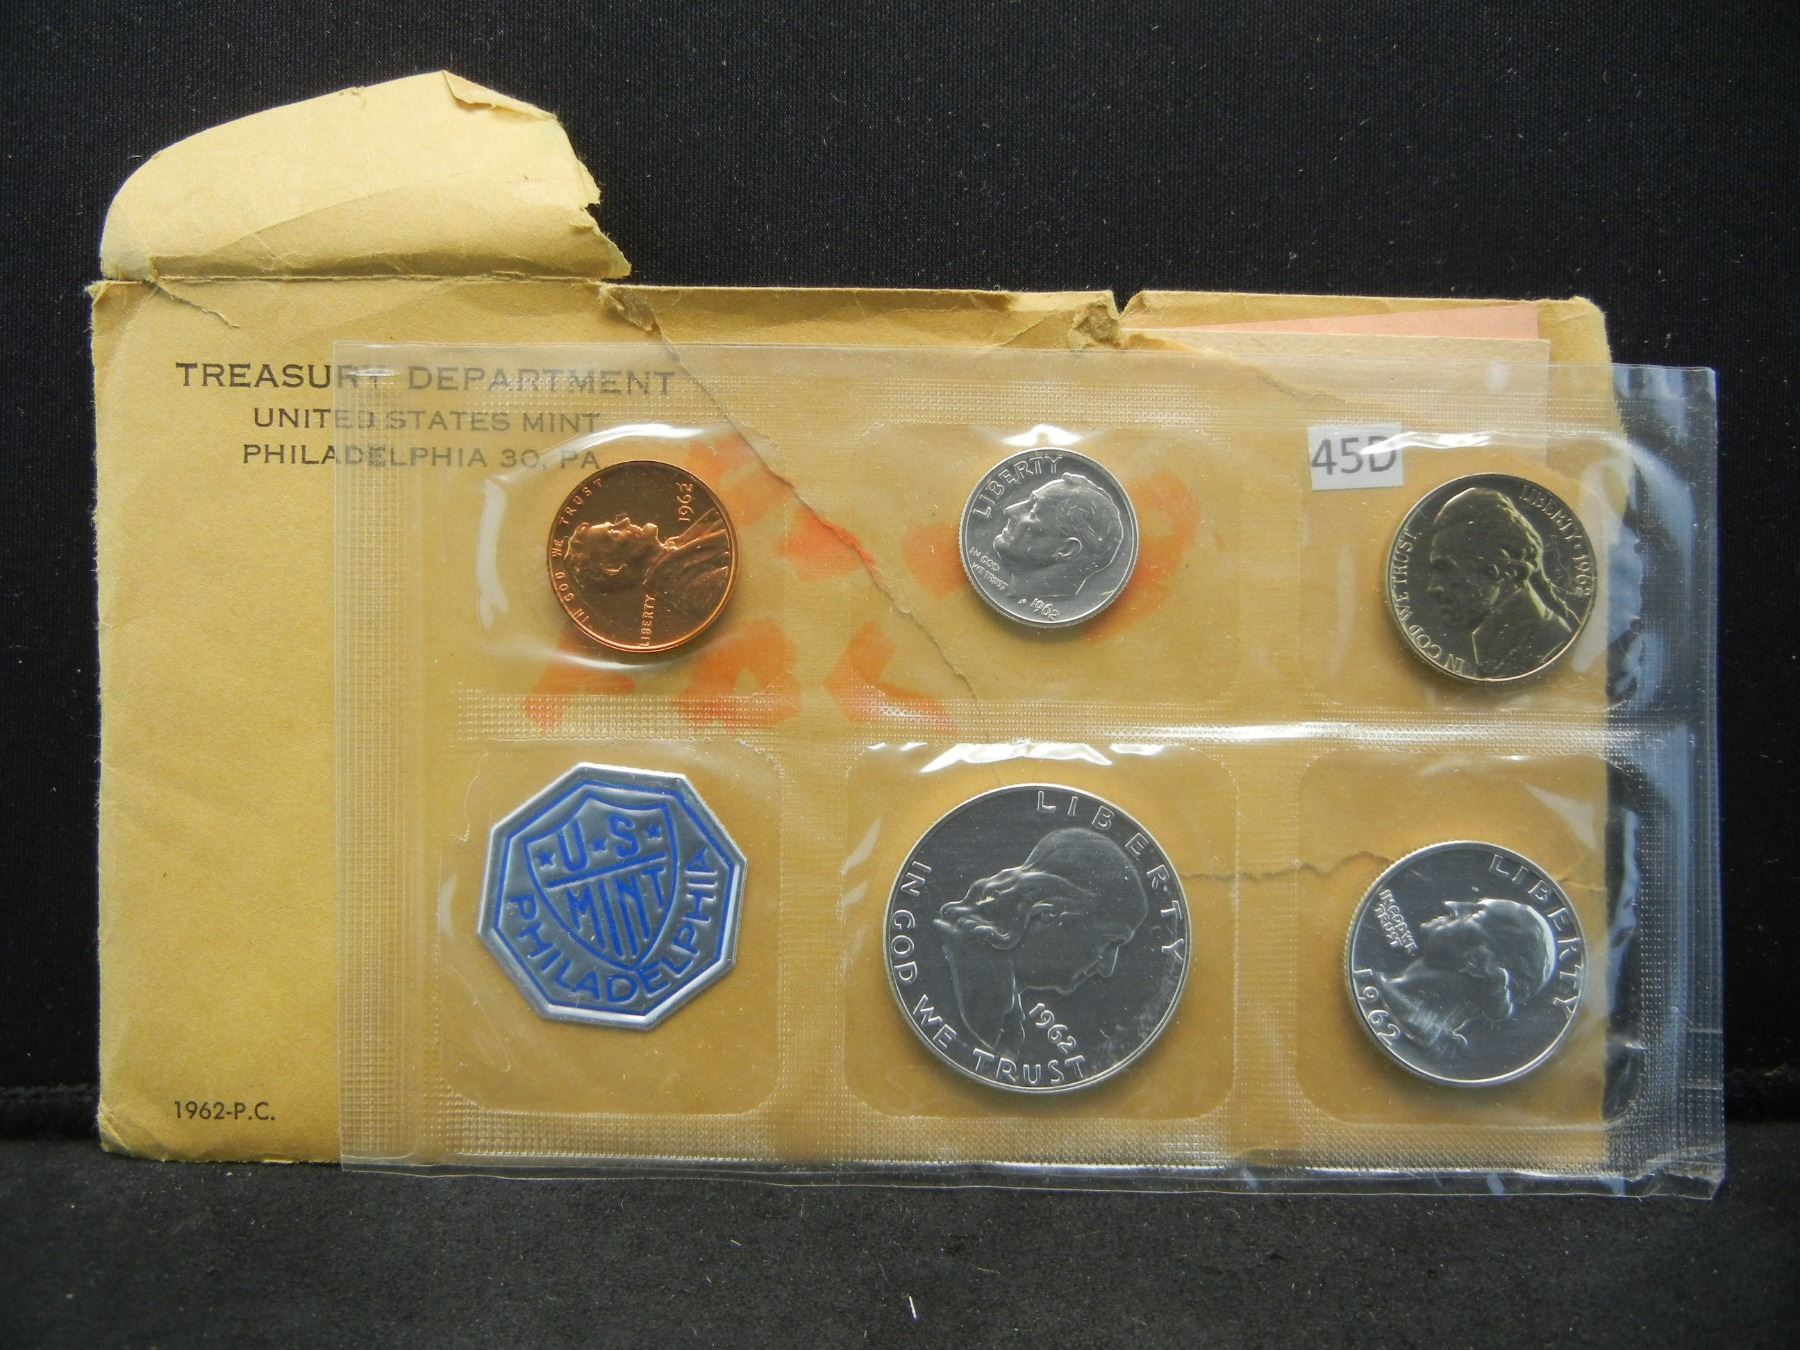 TREASURY DEPARTMENT
UNITED STATES MINT
PHILADELPHIA 30, PA
1962-P.C.
45D
IN GOD WE TRUST
LIBERTY
1962
LIBERTY
IN GOD
WE TRUST
1962
IN GOD WE TRUST
LIBERTY · 1962
U·S
MINT
PHILADELPHIA
LIBERTY
IN GOD WE TRUST
1962
LIBERTY
IN GOD WE
TRUST
1962